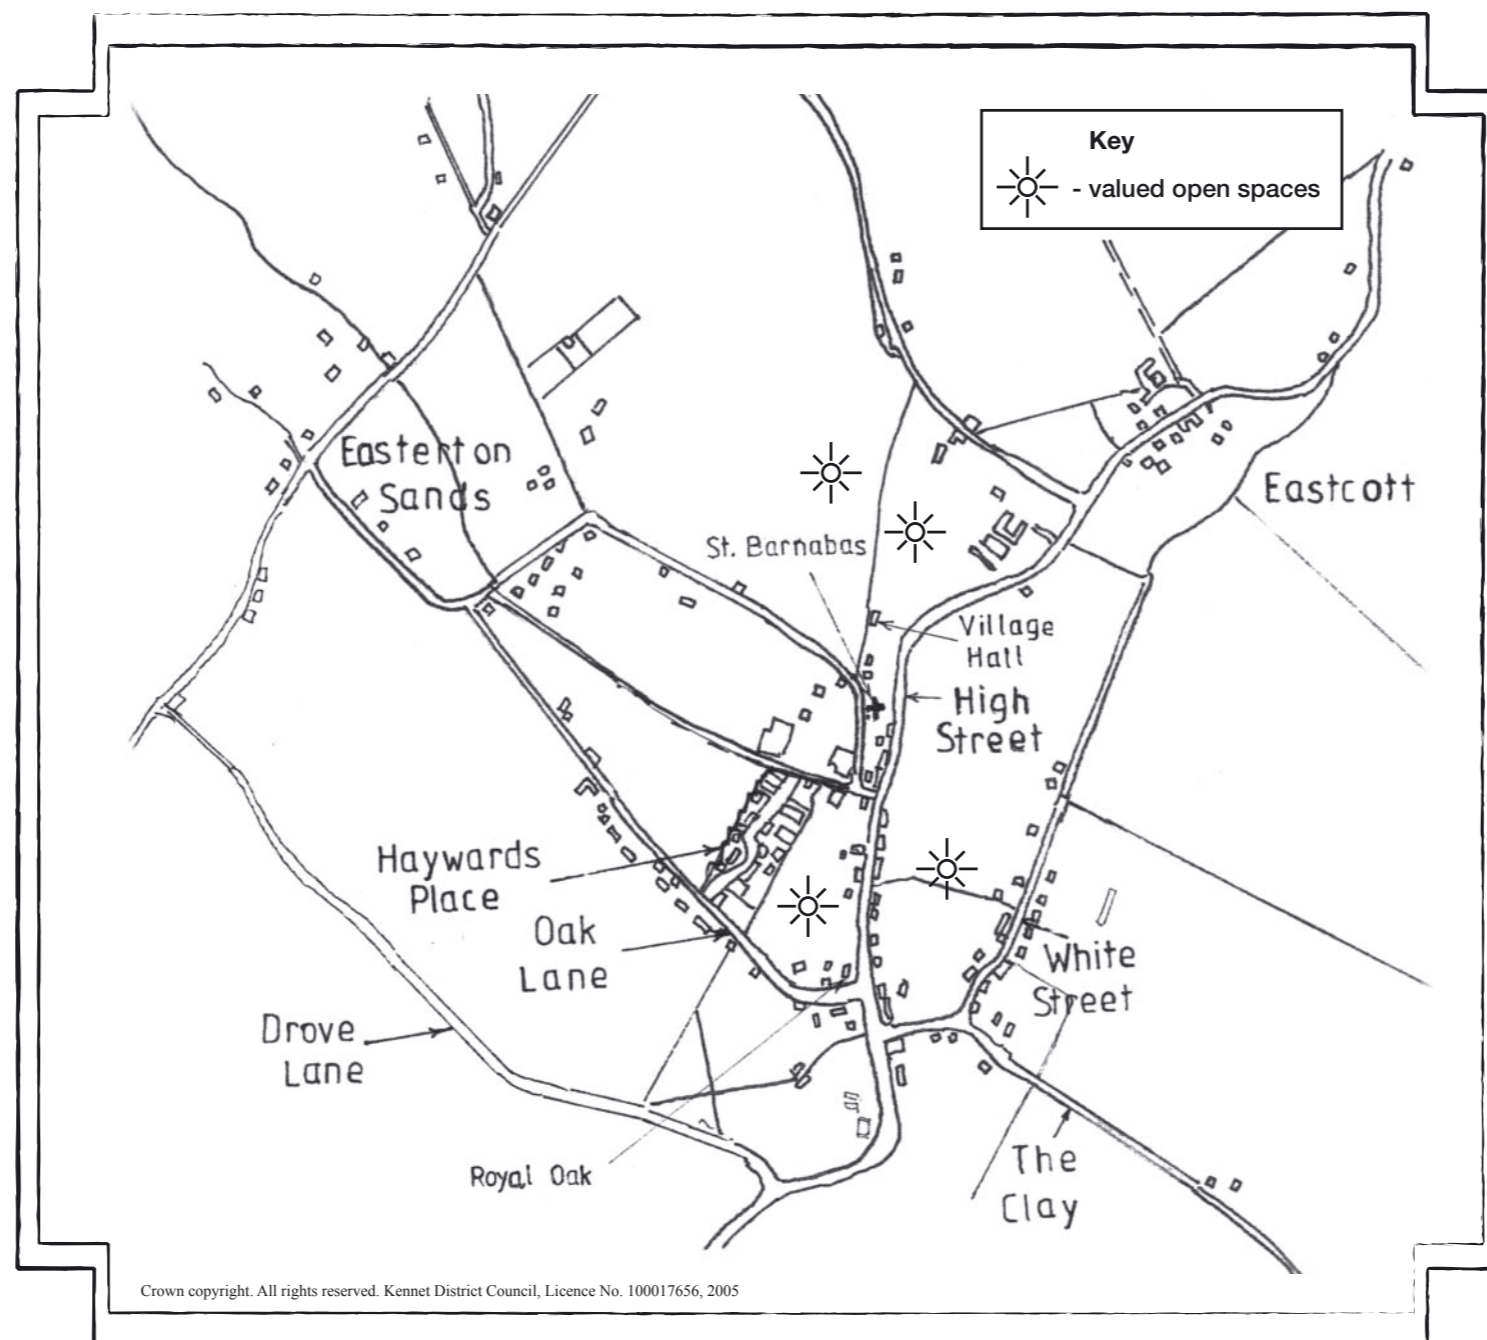 Key
- valued open spaces
Easterton
Sands
Eastcott
St. Barnabas
Village
Hall
High
Street
Haywards
Place
Oak
Lane
White
Street
Drove
Lane
Royal Oak
The
Clay
Crown copyright. All rights reserved. Kennet District Council, Licence No. 100017656, 2005